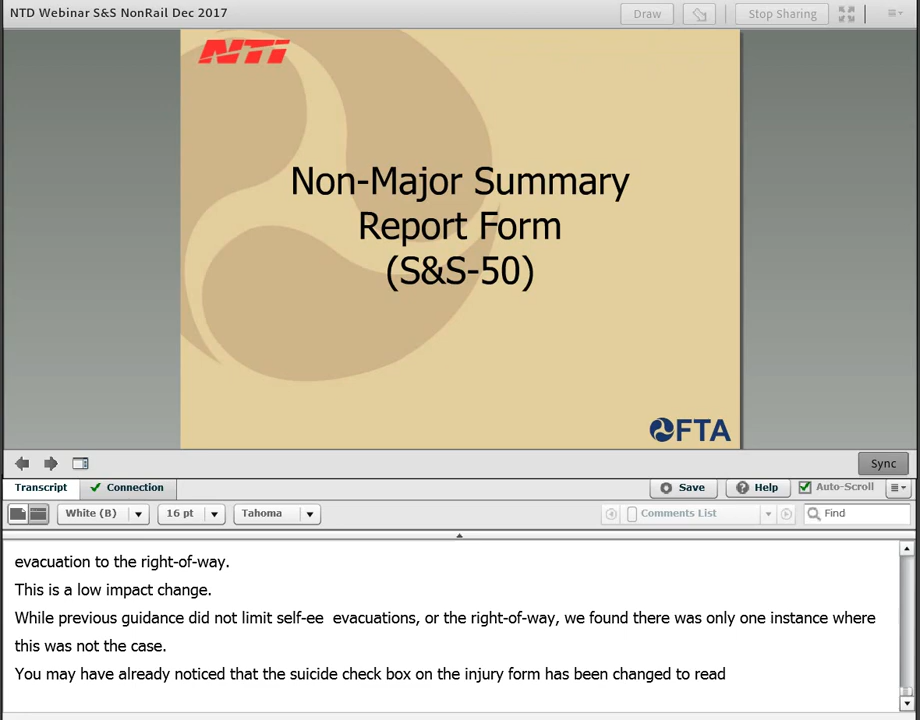 NTD Webinar S&S NonRail Dec 2017
Draw
Stop Sharing
NTI
Non-Major Summary
Report Form
(S&S-50)
FTA
Sync
Transcript
Connection
Save
Help
Auto-Scroll
White (B)
16 pt
Tahoma
Comments List
Find
evacuation to the right-of-way.
This is a low impact change.
While previous guidance did not limit self-ee  evacuations, or the right-of-way, we found there was only one instance where
this was not the case.
You may have already noticed that the suicide check box on the injury form has been changed to read